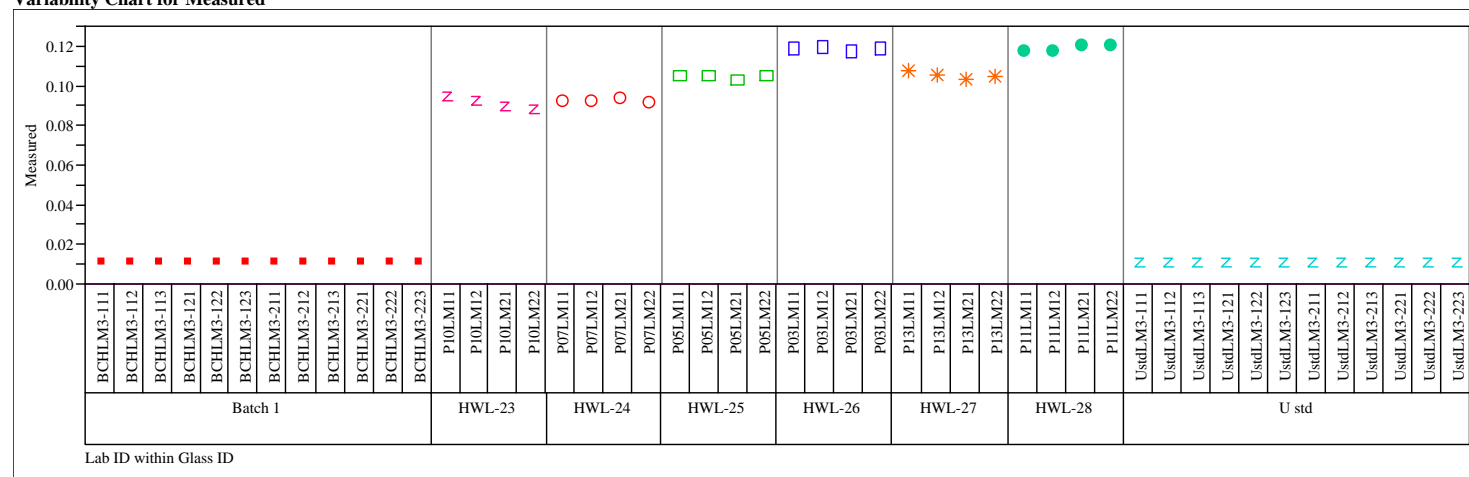 Variability Chart for Measured
Measured
0.12
0.10
0.08
0.06
0.04
0.02
0.00
BCHLM3-111
BCHLM3-112
BCHLM3-113
BCHLM3-121
BCHLM3-122
BCHLM3-123
BCHLM3-211
BCHLM3-212
BCHLM3-213
BCHLM3-221
BCHLM3-222
BCHLM3-223
P10LM11
P10LM12
P10LM21
P10LM22
P07LM11
P07LM12
P07LM21
P07LM22
P05LM11
P05LM12
P05LM21
P05LM22
P03LM11
P03LM12
P03LM21
P03LM22
P13LM11
P13LM12
P13LM21
P13LM22
P11LM11
P11LM12
P11LM21
P11LM22
UstdLM3-111
UstdLM3-112
UstdLM3-113
UstdLM3-121
UstdLM3-122
UstdLM3-123
UstdLM3-211
UstdLM3-212
UstdLM3-213
UstdLM3-221
UstdLM3-222
UstdLM3-223
Batch 1 HWL-23 HWL-24 HWL-25 HWL-26 HWL-27 HWL-28 U std
Lab ID within Glass ID